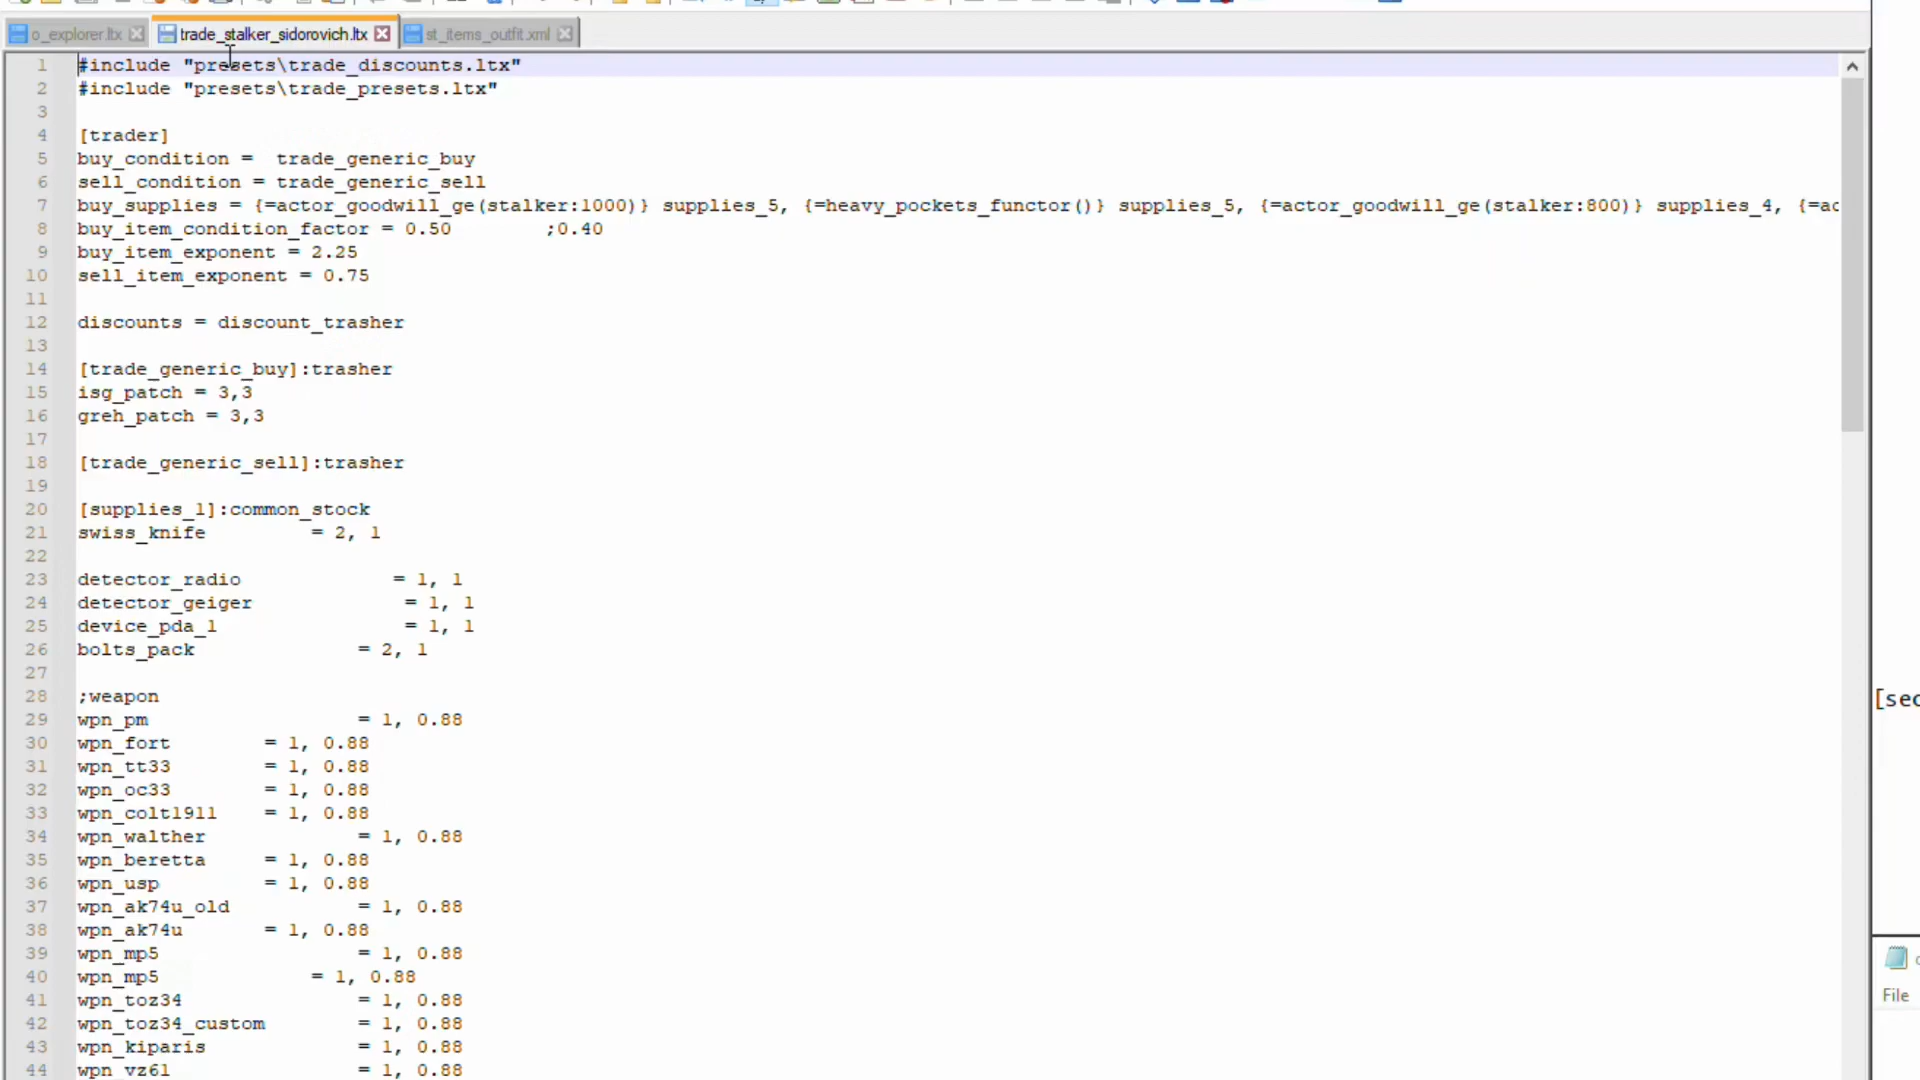 o_explorer.ltx
trade_stalker_sidorovich.ltx
st_items_outfit.xml
1 #include "presets\trade_discounts.ltx"
2 #include "presets\trade_presets.ltx"
3
4 [trader]
5 buy_condition =  trade_generic_buy
6 sell_condition = trade_generic_sell
7 buy_supplies = {=actor_goodwill_ge(stalker:1000)} supplies_5, {=heavy_pockets_functor()} supplies_5, {=actor_goodwill_ge(stalker:800)} supplies_4, {=ac
8 buy_item_condition_factor = 0.50        ;0.40
9 buy_item_exponent = 2.25
10 sell_item_exponent = 0.75
11
12 discounts = discount_trasher
13
14 [trade_generic_buy]:trasher
15 isg_patch = 3,3
16 greh_patch = 3,3
17
18 [trade_generic_sell]:trasher
19
20 [supplies_1]:common_stock
21 swiss_knife         = 2, 1
22
23 detector_radio             = 1, 1
24 detector_geiger             = 1, 1
25 device_pda_1                = 1, 1
26 bolts_pack              = 2, 1
27
28 ;weapon
29 wpn_pm                  = 1, 0.88
30 wpn_fort        = 1, 0.88
31 wpn_tt33        = 1, 0.88
32 wpn_oc33        = 1, 0.88
33 wpn_colt1911    = 1, 0.88
34 wpn_walther             = 1, 0.88
35 wpn_beretta     = 1, 0.88
36 wpn_usp         = 1, 0.88
37 wpn_ak74u_old           = 1, 0.88
38 wpn_ak74u       = 1, 0.88
39 wpn_mp5                 = 1, 0.88
40 wpn_mp5             = 1, 0.88
41 wpn_toz34               = 1, 0.88
42 wpn_toz34_custom        = 1, 0.88
43 wpn_kiparis             = 1, 0.88
44 wpn_vz61                = 1, 0.88
[sec
File